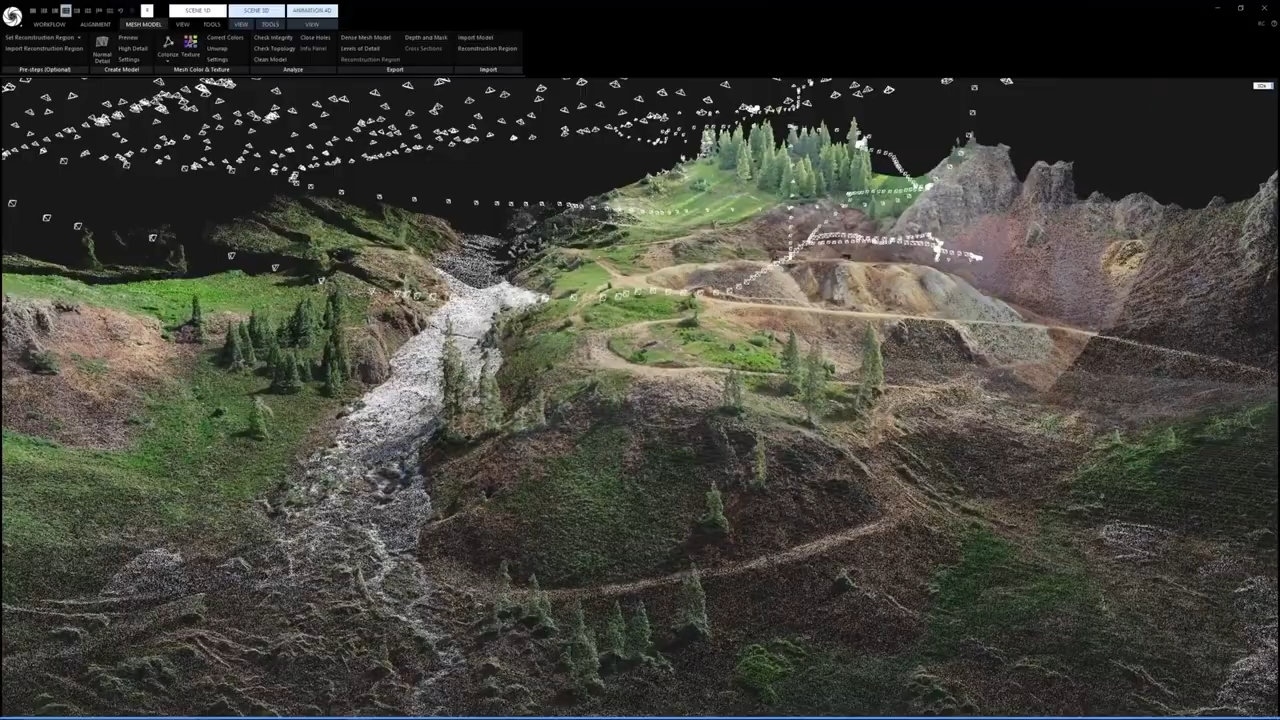 SCENE 1D SCENE 3D ANIMATION 4D
WORKFLOW ALIGNMENT MESH MODEL VIEW TOOLS VIEW TOOLS VIEW
Set Reconstruction Region
Import Reconstruction Region
Pre-steps (Optional)
Normal Detail
Preview
High Detail
Settings
Create Model
Colorize
Texture
Correct Colors
Unwrap
Settings
Mesh Color & Texture
Check Integrity Close Holes
Check Topology Info Panel
Clean Model
Analyze
Dense Mesh Model Depth and Mask
Levels of Detail Cross Sections
Reconstruction Region
Export
Import Model
Reconstruction Region
Import